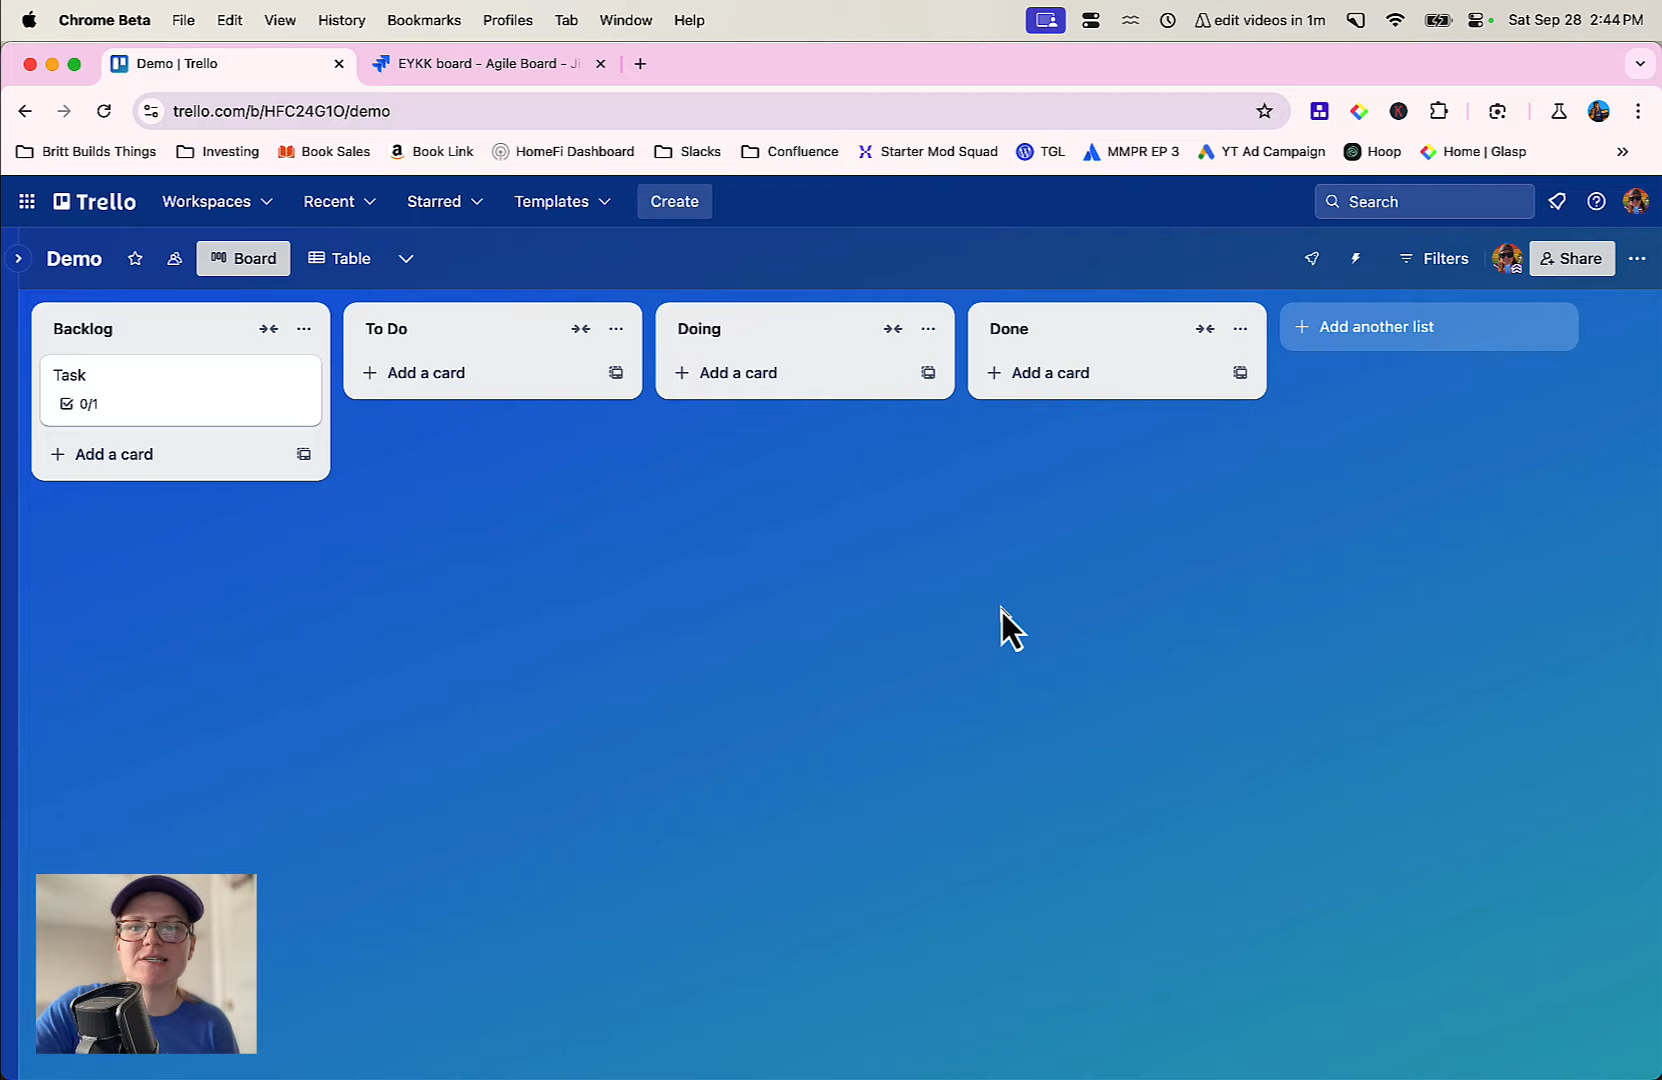 Chrome Beta File Edit View History Bookmarks Profiles Tab Window Help edit videos in 1m Sat Sep 28 2:44 PM
Demo | Trello EYKK board - Agile Board - Ji
trello.com/b/HFC24G1O/demo
Britt Builds Things Investing Book Sales Book Link HomeFi Dashboard Slacks Confluence Starter Mod Squad TGL MMPR EP 3 YT Ad Campaign Hoop Home | Glasp
Trello Workspaces Recent Starred Templates Create Search
Demo Board Table Filters Share
Backlog To Do Doing Done Add another list
Task Add a card Add a card Add a card
0/1
Add a card